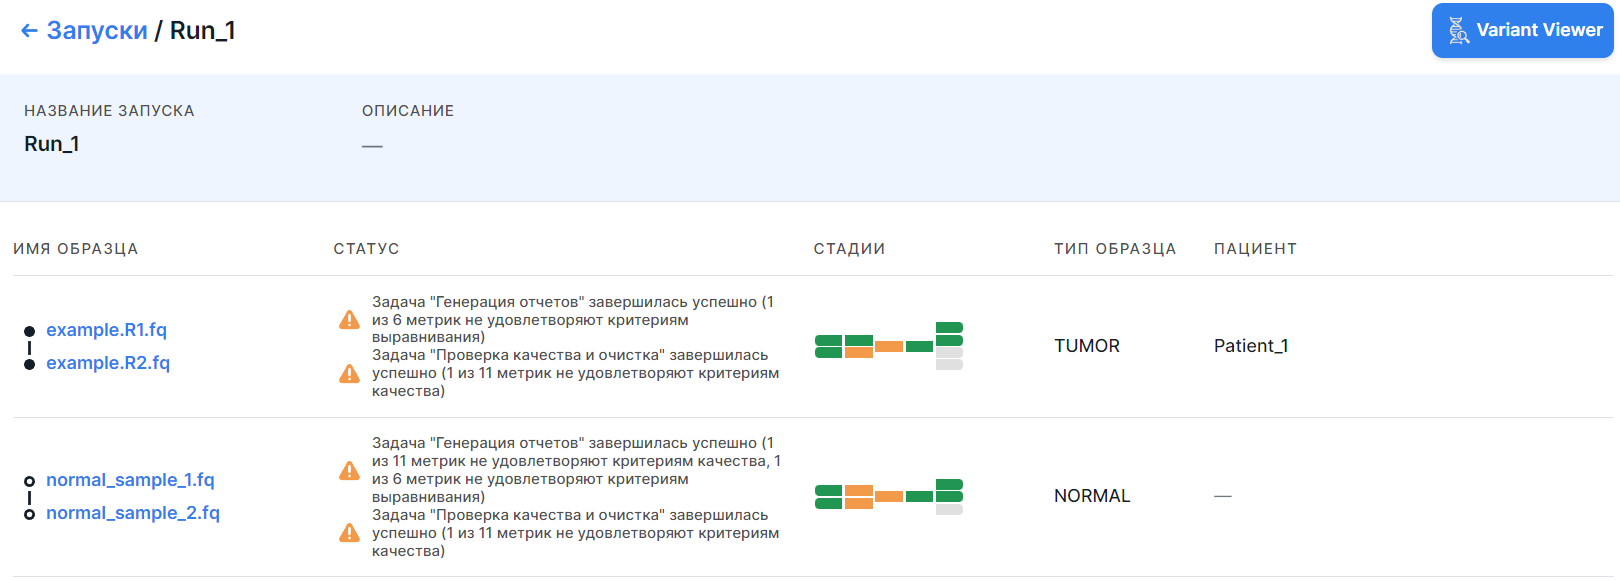 ← Запуски / Run_1
Variant Viewer
НАЗВАНИЕ ЗАПУСКА
ОПИСАНИЕ
Run_1
—
ИМЯ ОБРАЗЦА
СТАТУС
СТАДИИ
ТИП ОБРАЗЦА
ПАЦИЕНТ
example.R1.fq
example.R2.fq
Задача "Генерация отчетов" завершилась успешно (1
из 6 метрик не удовлетворяют критериям
выравнивания)
Задача "Проверка качества и очистка" завершилась
успешно (1 из 11 метрик не удовлетворяют критериям
качества)
TUMOR
Patient_1
normal_sample_1.fq
normal_sample_2.fq
Задача "Генерация отчетов" завершилась успешно (1
из 11 метрик не удовлетворяют критериям качества, 1
из 6 метрик не удовлетворяют критериям
выравнивания)
Задача "Проверка качества и очистка" завершилась
успешно (1 из 11 метрик не удовлетворяют критериям
качества)
NORMAL
—